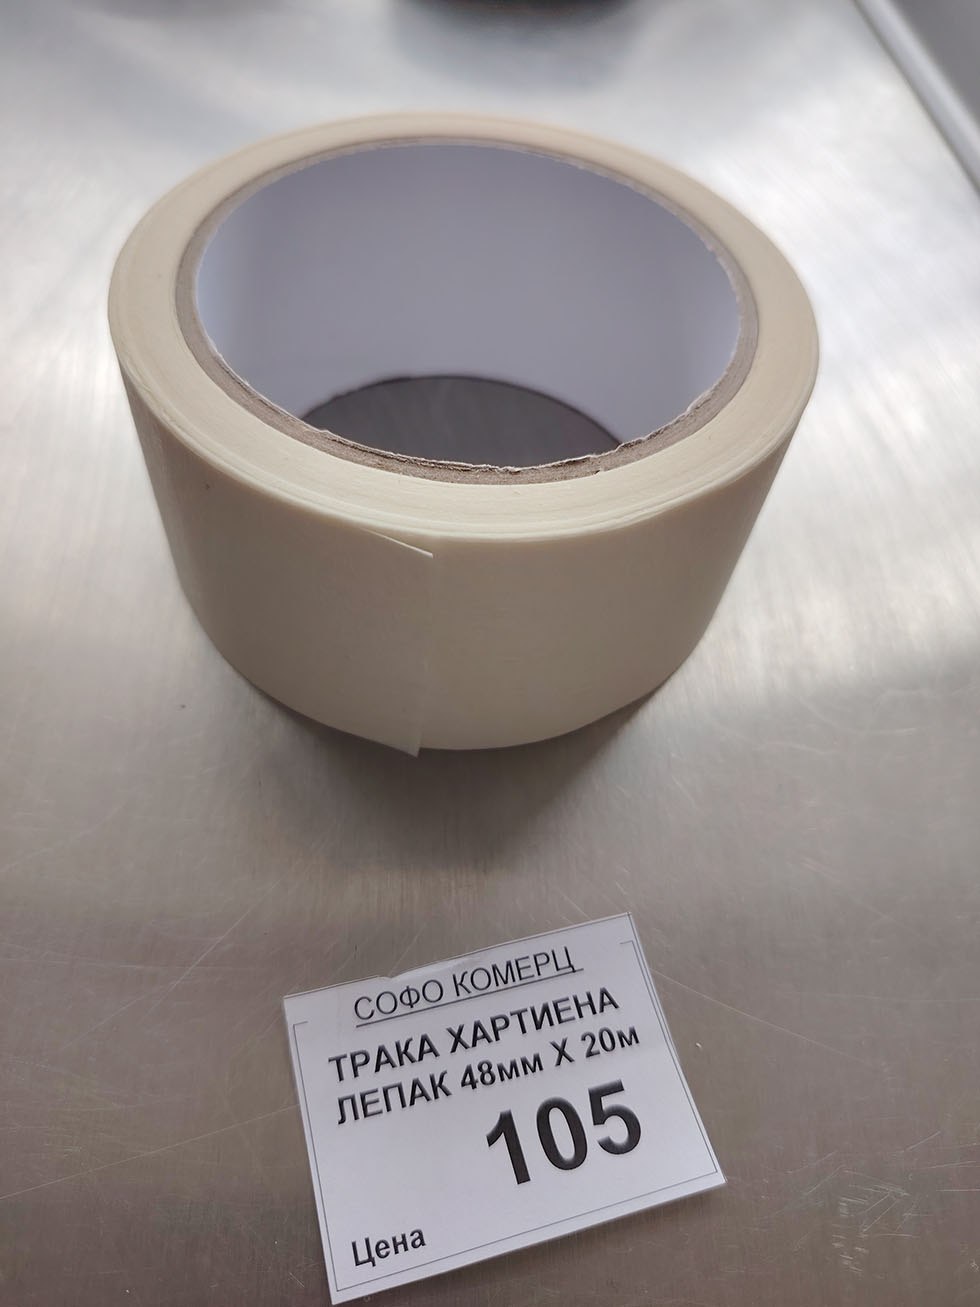 СОФО КОМЕРЦ
ТРАКА ХАРТИЕНА
ЛЕПАК 48мм X 20м
105
Цена